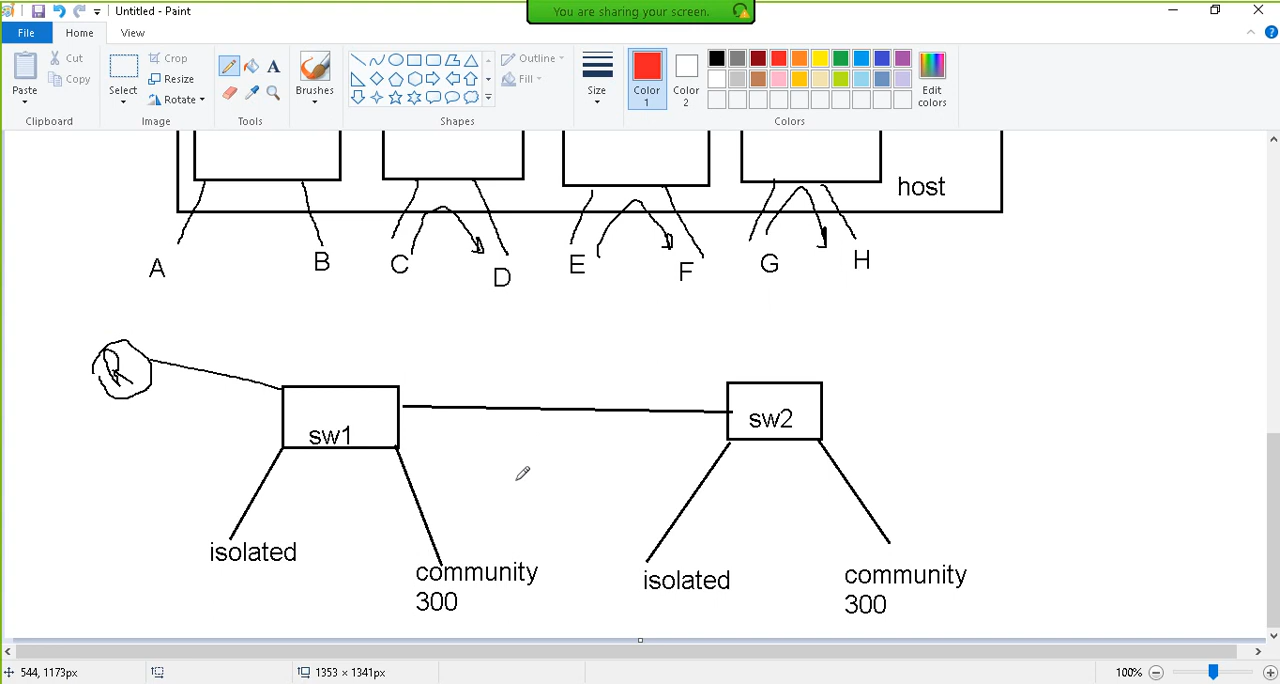 You are sharing your screen.
Untitled - Paint
File Home View
Cut
Copy
Paste
Clipboard
Select
Crop
Resize
Rotate
Image
A
Tools
Brushes
Shapes
Outline
Fill
Size
Color 1
Color 2
Edit colors
Colors
host
A B C D E F G H
R
sw1
sw2
isolated
community
300
isolated
community
300
544, 1173px
1353 × 1341px
100%